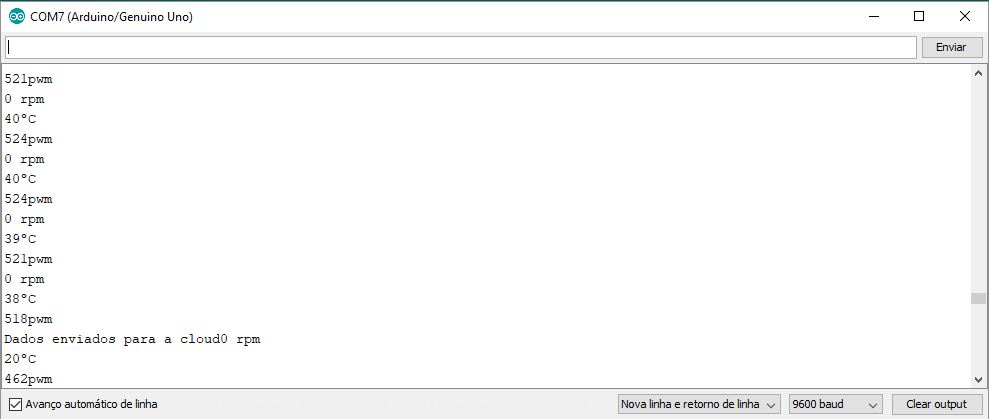 COM7 (Arduino/Genuino Uno)
Enviar
521pwm
0 rpm
40°C
524pwm
0 rpm
40°C
524pwm
0 rpm
39°C
521pwm
0 rpm
38°C
518pwm
Dados enviados para a cloud0 rpm
20°C
462pwm
Avanço automático de linha
Nova linha e retorno de linha
9600 baud
Clear output